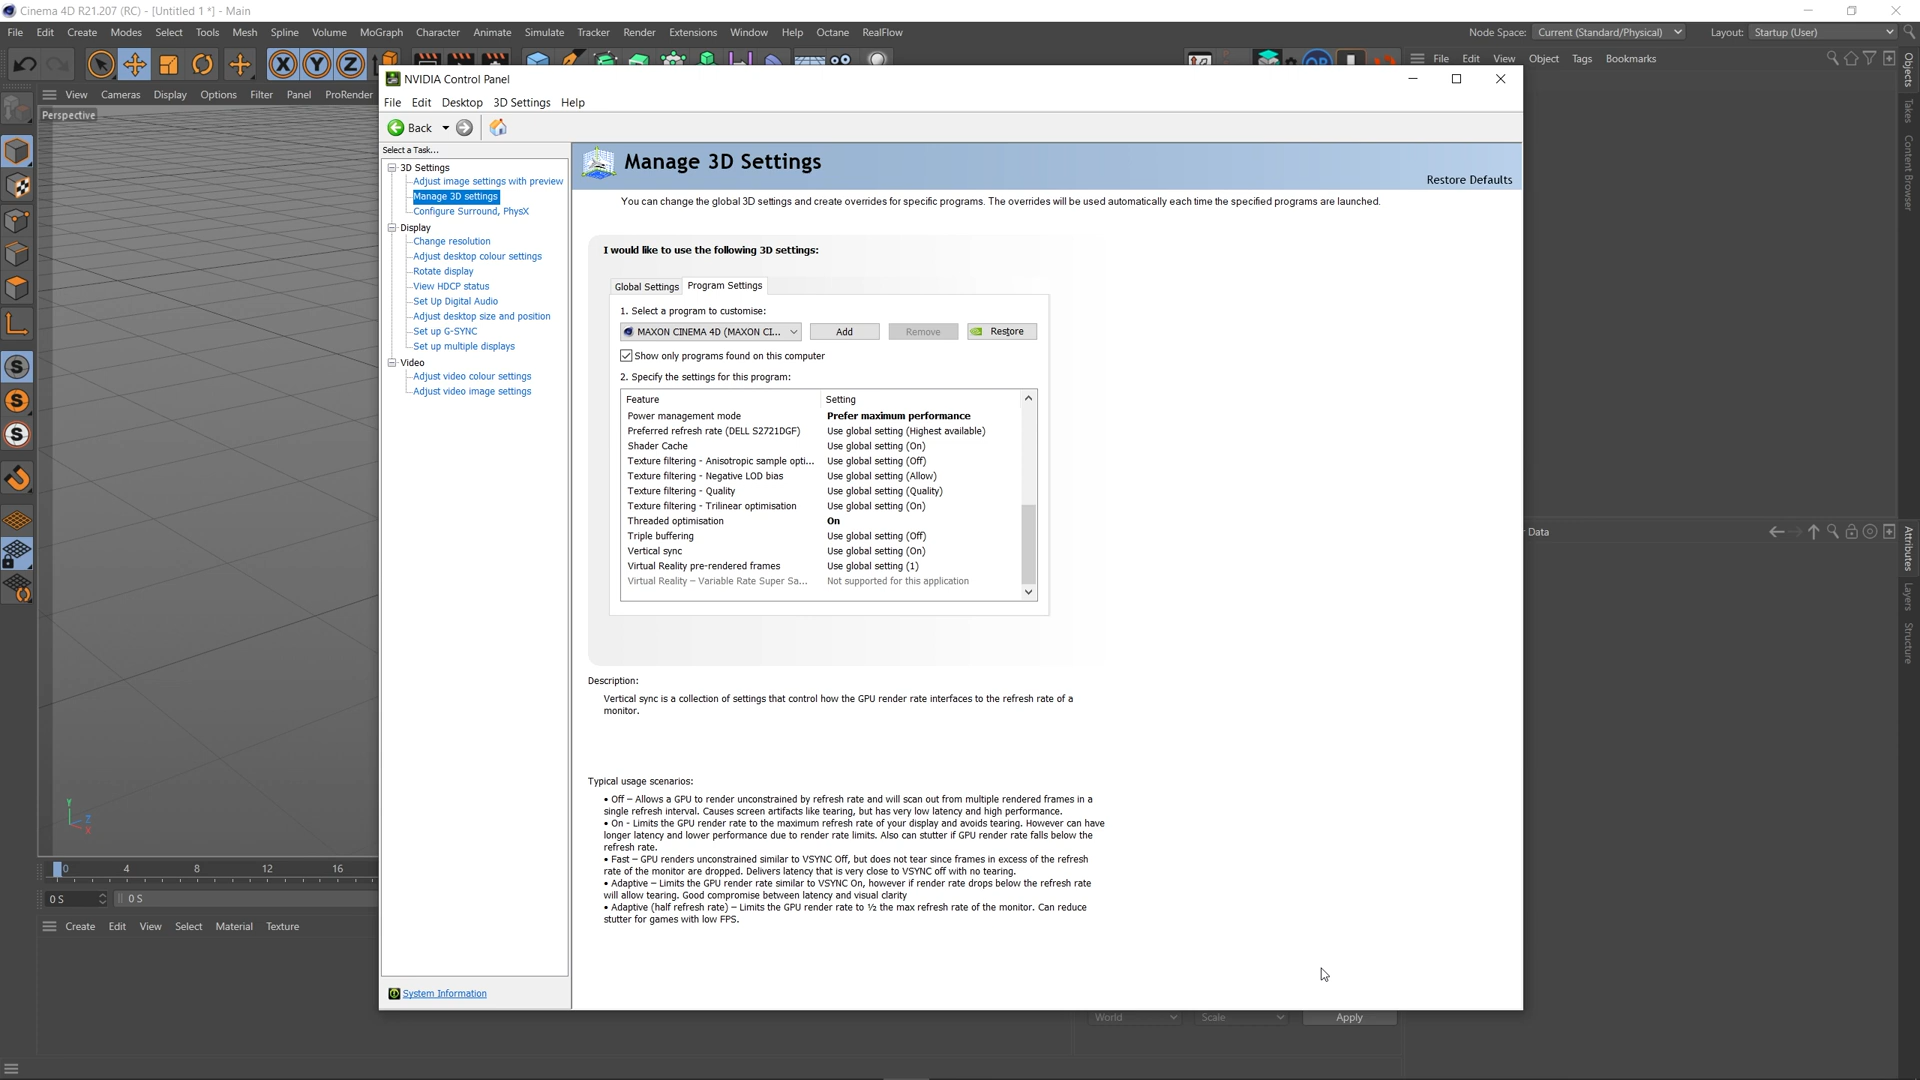 Cinema 4D R21.207 (RC) - [Untitled 1 *] - Main
File Edit Create Modes Select Tools Mesh Spline Volume MoGraph Character Animate Simulate Tracker Render Extensions Window Help Octane RealFlow
Node Space: Current (Standard/Physical) Layout: Startup (User)
X Y Z
File Edit View Object Tags Bookmarks
View Cameras Display Options Filter Panel ProRender
Perspective
NVIDIA Control Panel
File Edit Desktop 3D Settings Help
Back
Select a Task...
3D Settings
Adjust image settings with preview
Manage 3D settings
Configure Surround, PhysX
Display
Change resolution
Adjust desktop colour settings
Rotate display
View HDCP status
Set Up Digital Audio
Adjust desktop size and position
Set up G-SYNC
Set up multiple displays
Video
Adjust video colour settings
Adjust video image settings
System Information
Manage 3D Settings
Restore Defaults
You can change the global 3D settings and create overrides for specific programs. The overrides will be used automatically each time the specified programs are launched.
I would like to use the following 3D settings:
Global Settings Program Settings
1. Select a program to customise:
MAXON CINEMA 4D (MAXON CI... Add Remove Restore
Show only programs found on this computer
2. Specify the settings for this program:
Feature Setting
Power management mode Prefer maximum performance
Preferred refresh rate (DELL S2721DGF) Use global setting (Highest available)
Shader Cache Use global setting (On)
Texture filtering - Anisotropic sample opti... Use global setting (Off)
Texture filtering - Negative LOD bias Use global setting (Allow)
Texture filtering - Quality Use global setting (Quality)
Texture filtering - Trilinear optimisation Use global setting (On)
Threaded optimisation On
Triple buffering Use global setting (Off)
Vertical sync Use global setting (On)
Virtual Reality pre-rendered frames Use global setting (1)
Virtual Reality – Variable Rate Super Sa... Not supported for this application
Description:
Vertical sync is a collection of settings that control how the GPU render rate interfaces to the refresh rate of a
monitor.
Typical usage scenarios:
• Off – Allows a GPU to render unconstrained by refresh rate and will scan out from multiple rendered frames in a
single refresh interval. Causes screen artifacts like tearing, but has very low latency and high performance.
• On - Limits the GPU render rate to the maximum refresh rate of your display and avoids tearing. However can have
longer latency and lower performance due to render rate limits. Also can stutter if GPU render rate falls below the
refresh rate.
• Fast – GPU renders unconstrained similar to VSYNC Off, but does not tear since frames in excess of the refresh
rate of the monitor are dropped. Delivers latency that is very close to VSYNC off with no tearing.
• Adaptive – Limits the GPU render rate similar to VSYNC On, however if render rate drops below the refresh rate
will allow tearing. Good compromise between latency and visual clarity
• Adaptive (half refresh rate) – Limits the GPU render rate to ½ the max refresh rate of the monitor. Can reduce
stutter for games with low FPS.
Y
Z
X
0 4 8 12 16
0 S 0 S
Create Edit View Select Material Texture
World Scale Apply
Data
Objects
Takes
Content Browser
Attributes
Layers
Structure